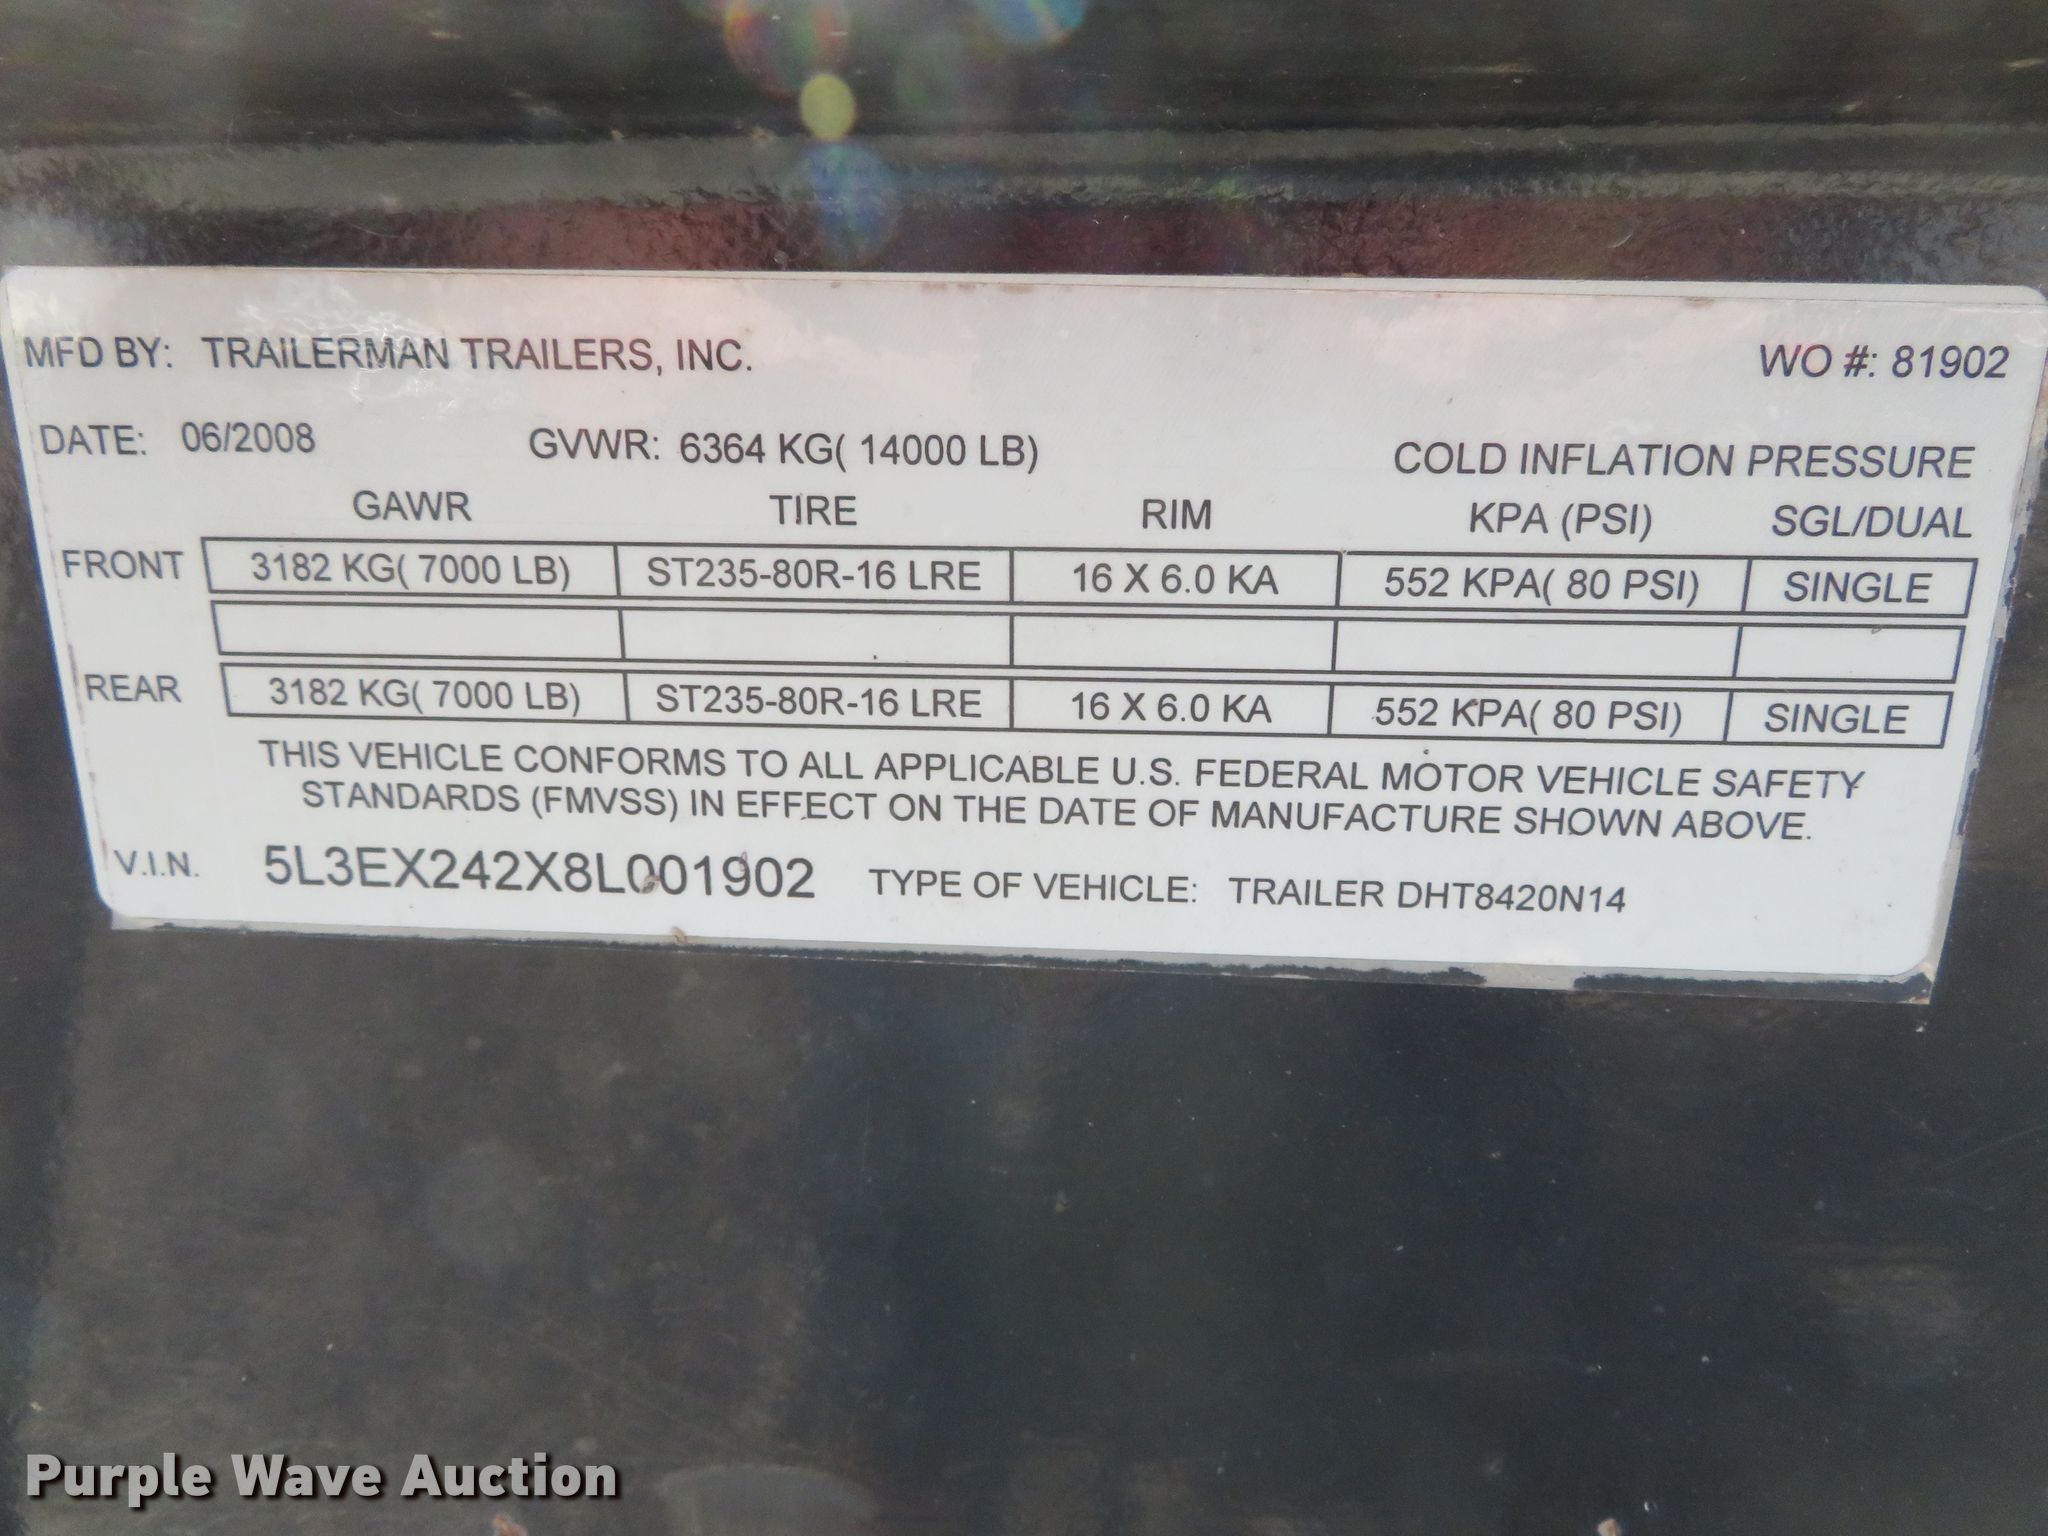 MFD BY: TRAILERMAN TRAILERS, INC. WO #: 81902
DATE: 06/2008 GVWR: 6364 KG( 14000 LB) COLD INFLATION PRESSURE
GAWR TIRE RIM KPA (PSI) SGL/DUAL
FRONT 3182 KG( 7000 LB) ST235-80R-16 LRE 16 X 6.0 KA 552 KPA( 80 PSI) SINGLE
REAR 3182 KG( 7000 LB) ST235-80R-16 LRE 16 X 6.0 KA 552 KPA( 80 PSI) SINGLE
THIS VEHICLE CONFORMS TO ALL APPLICABLE U.S. FEDERAL MOTOR VEHICLE SAFETY
STANDARDS (FMVSS) IN EFFECT ON THE DATE OF MANUFACTURE SHOWN ABOVE.
V.I.N. 5L3EX242X8L001902 TYPE OF VEHICLE: TRAILER DHT8420N14
Purple Wave Auction